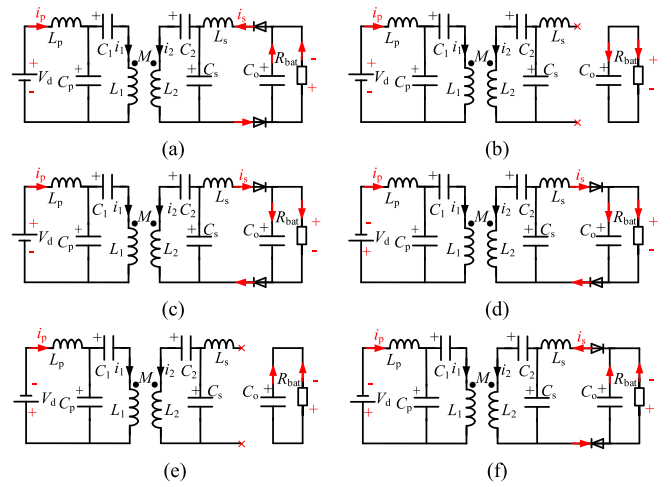 ip + + is
Lp C1 i1 M i2 C2 Ls Rbat −
+ Vd − Cp + L1 L2 + Cs Co + +
(a)
ip + +
Lp C1 i1 M i2 C2 Ls Rbat −
+ Vd − Cp + L1 L2 + Cs Co + +
(b)
ip + + is
Lp C1 i1 M i2 C2 Ls Rbat +
+ Vd − Cp + L1 L2 + Cs Co + −
(c)
ip + + is
Lp C1 i1 M i2 C2 Ls Rbat +
− Vd + Cp + L1 L2 + Cs Co + −
(d)
ip + +
Lp C1 i1 M i2 C2 Ls Rbat −
− Vd + Cp + L1 L2 + Cs Co + +
(e)
ip + + is
Lp C1 i1 M i2 C2 Ls Rbat −
− Vd + Cp + L1 L2 + Cs Co + +
(f)